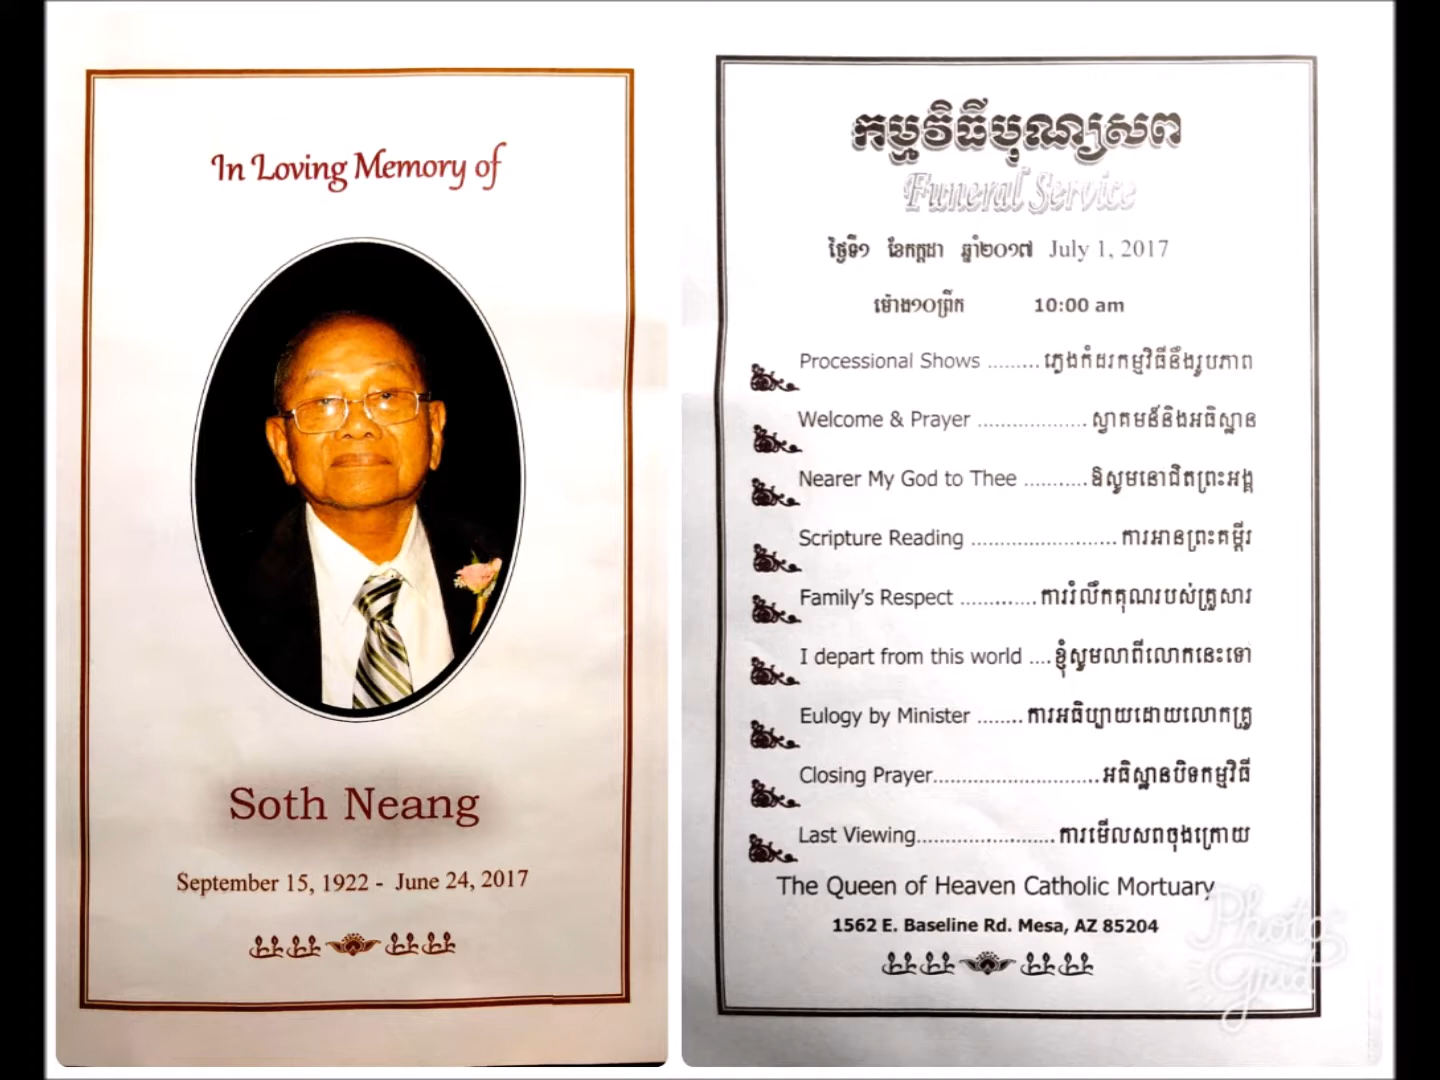 In Loving Memory of
Soth Neang
September 15, 1922 - June 24, 2017
កម្មវិធីបុណ្យសព
Funeral Service
ថ្ងៃទី១ ខែកក្កដា ឆ្នាំ២០១៧ July 1, 2017
ម៉ោង១០ព្រឹក 10:00 am
Processional Shows .........ភ្លេងកំដរកម្មវិធីនឹងរូបភាព
Welcome & Prayer ..................ស្វាគមន៍និងអធិស្ឋាន
Nearer My God to Thee ...........ឱសូមនៅជិតព្រះអង្គ
Scripture Reading ........................ការអានព្រះគម្ពីរ
Family's Respect ............ការរំលឹកគុណរបស់គ្រួសារ
I depart from this world ....ខ្ញុំសូមលាពីលោកនេះទៅ
Eulogy by Minister ........ការអធិប្បាយដោយលោកគ្រូ
Closing Prayer.............................អធិស្ឋានបិទកម្មវិធី
Last Viewing........................ការមើលសពចុងក្រោយ
The Queen of Heaven Catholic Mortuary
1562 E. Baseline Rd. Mesa, AZ 85204
Photo
Grid